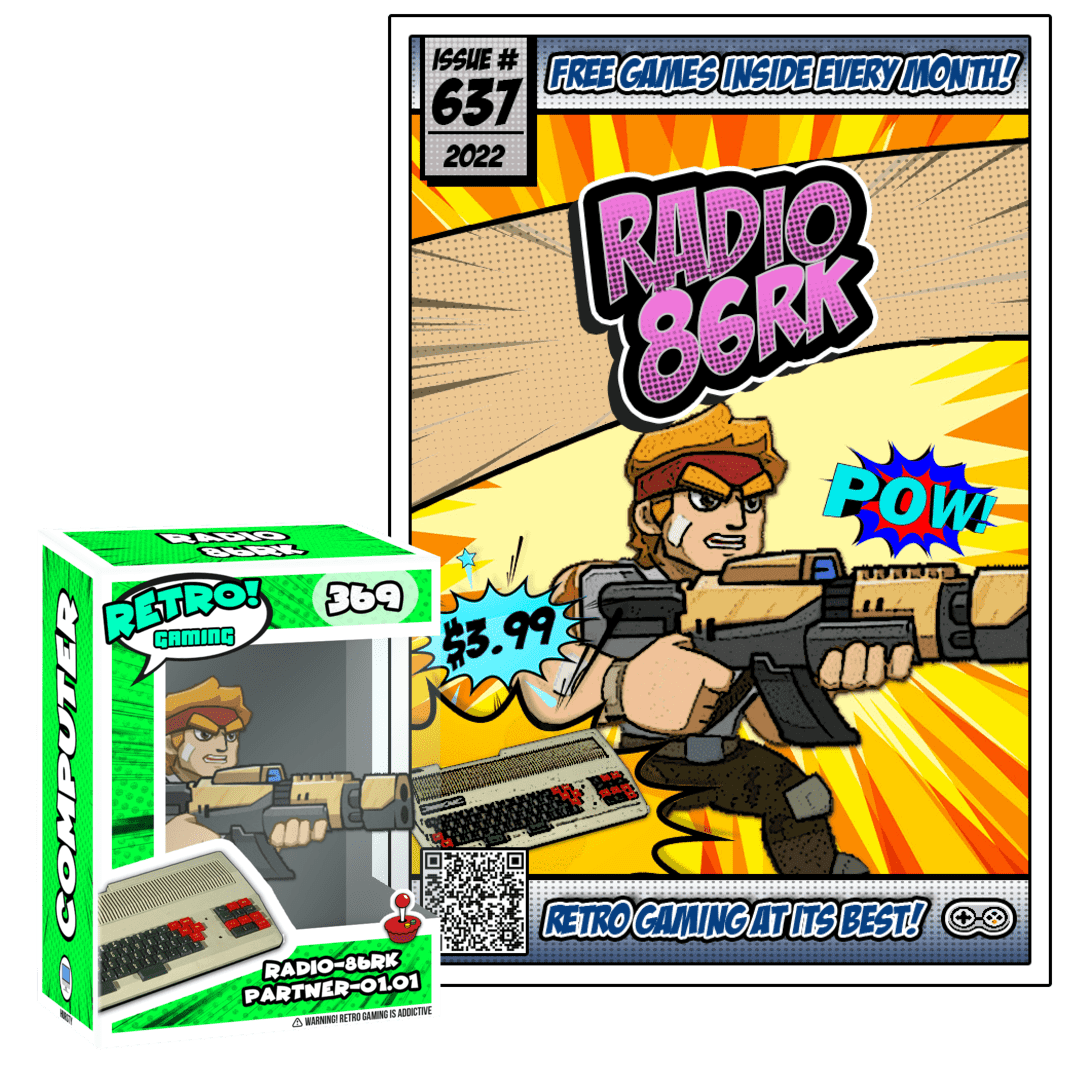 ISSUE #
637
2022
FREE GAMES INSIDE EVERY MONTH!
RADIO
86RK
POW!
$3.99
RETRO GAMING AT ITS BEST!
RADIO
86RK
RETRO!
GAMING
369
COMPUTER
RADIO-86RK
PARTNER-01.01
WARNING! RETRO GAMING IS ADDICTIVE